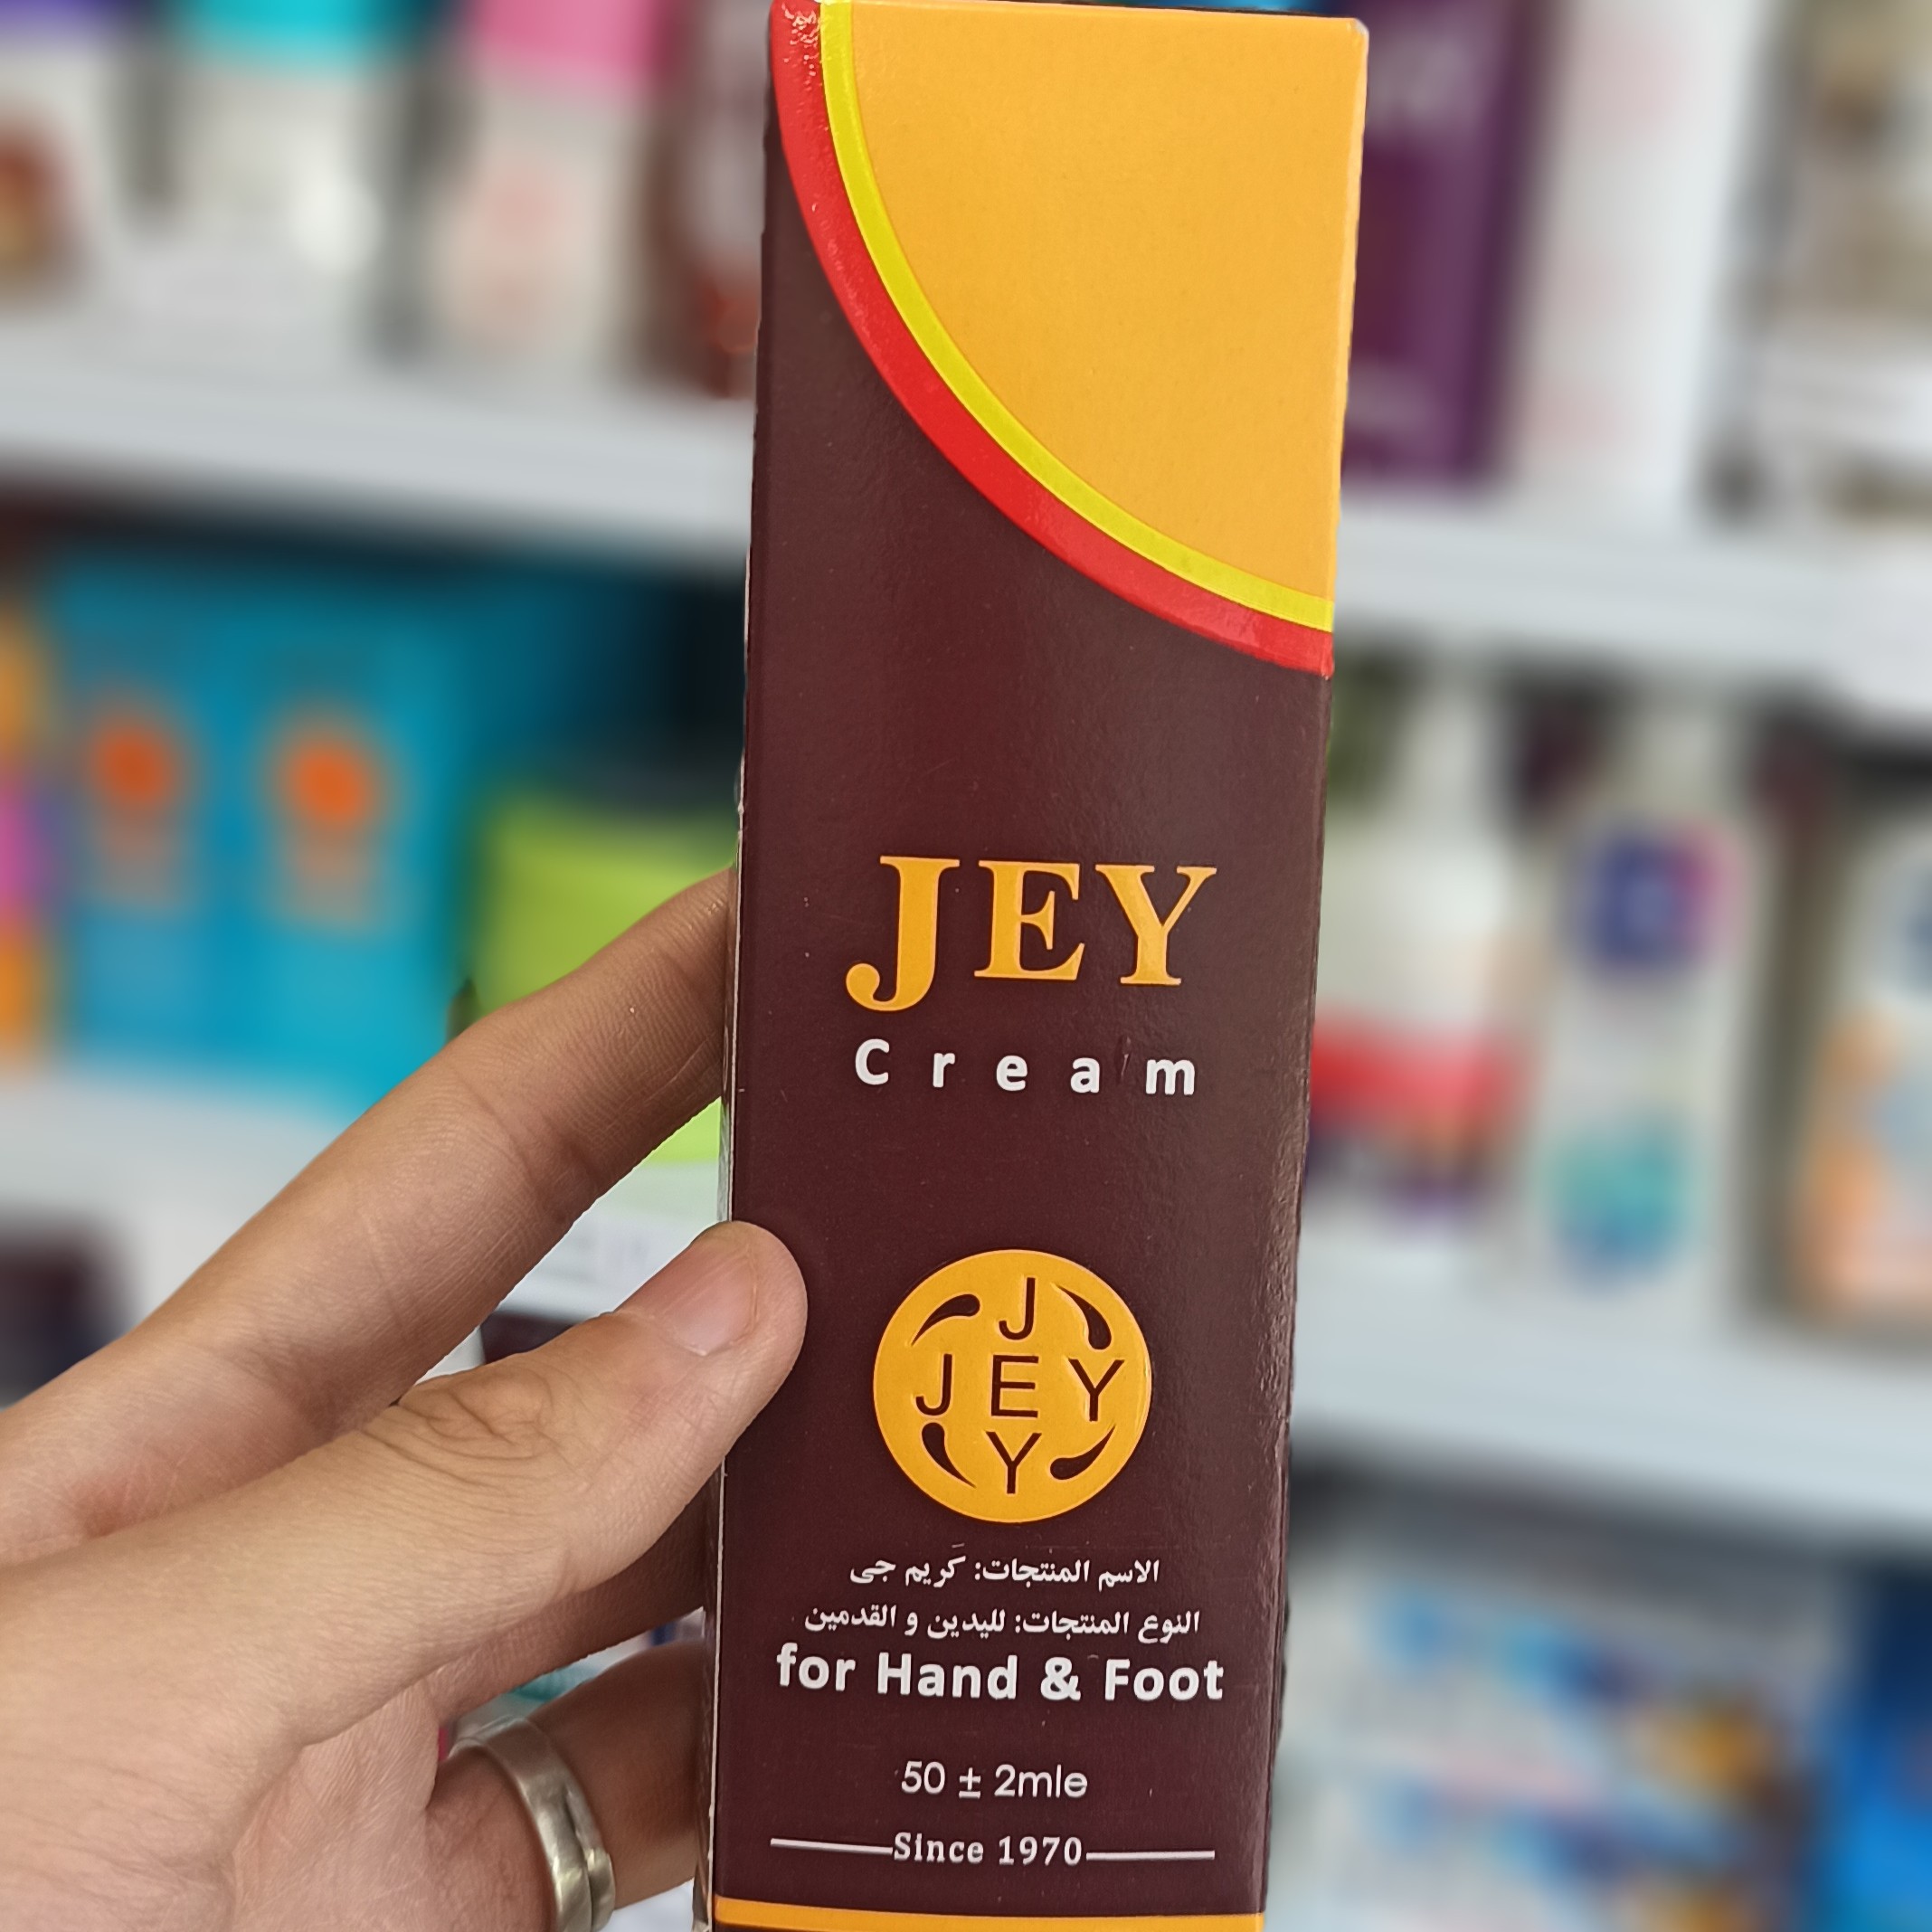 JEY
Cream
J
JEY
Y
الاسم المنتجات: كريم جى
النوع المنتجات: لليدين و القدمين
for Hand & Foot
50 ± 2mle
Since 1970